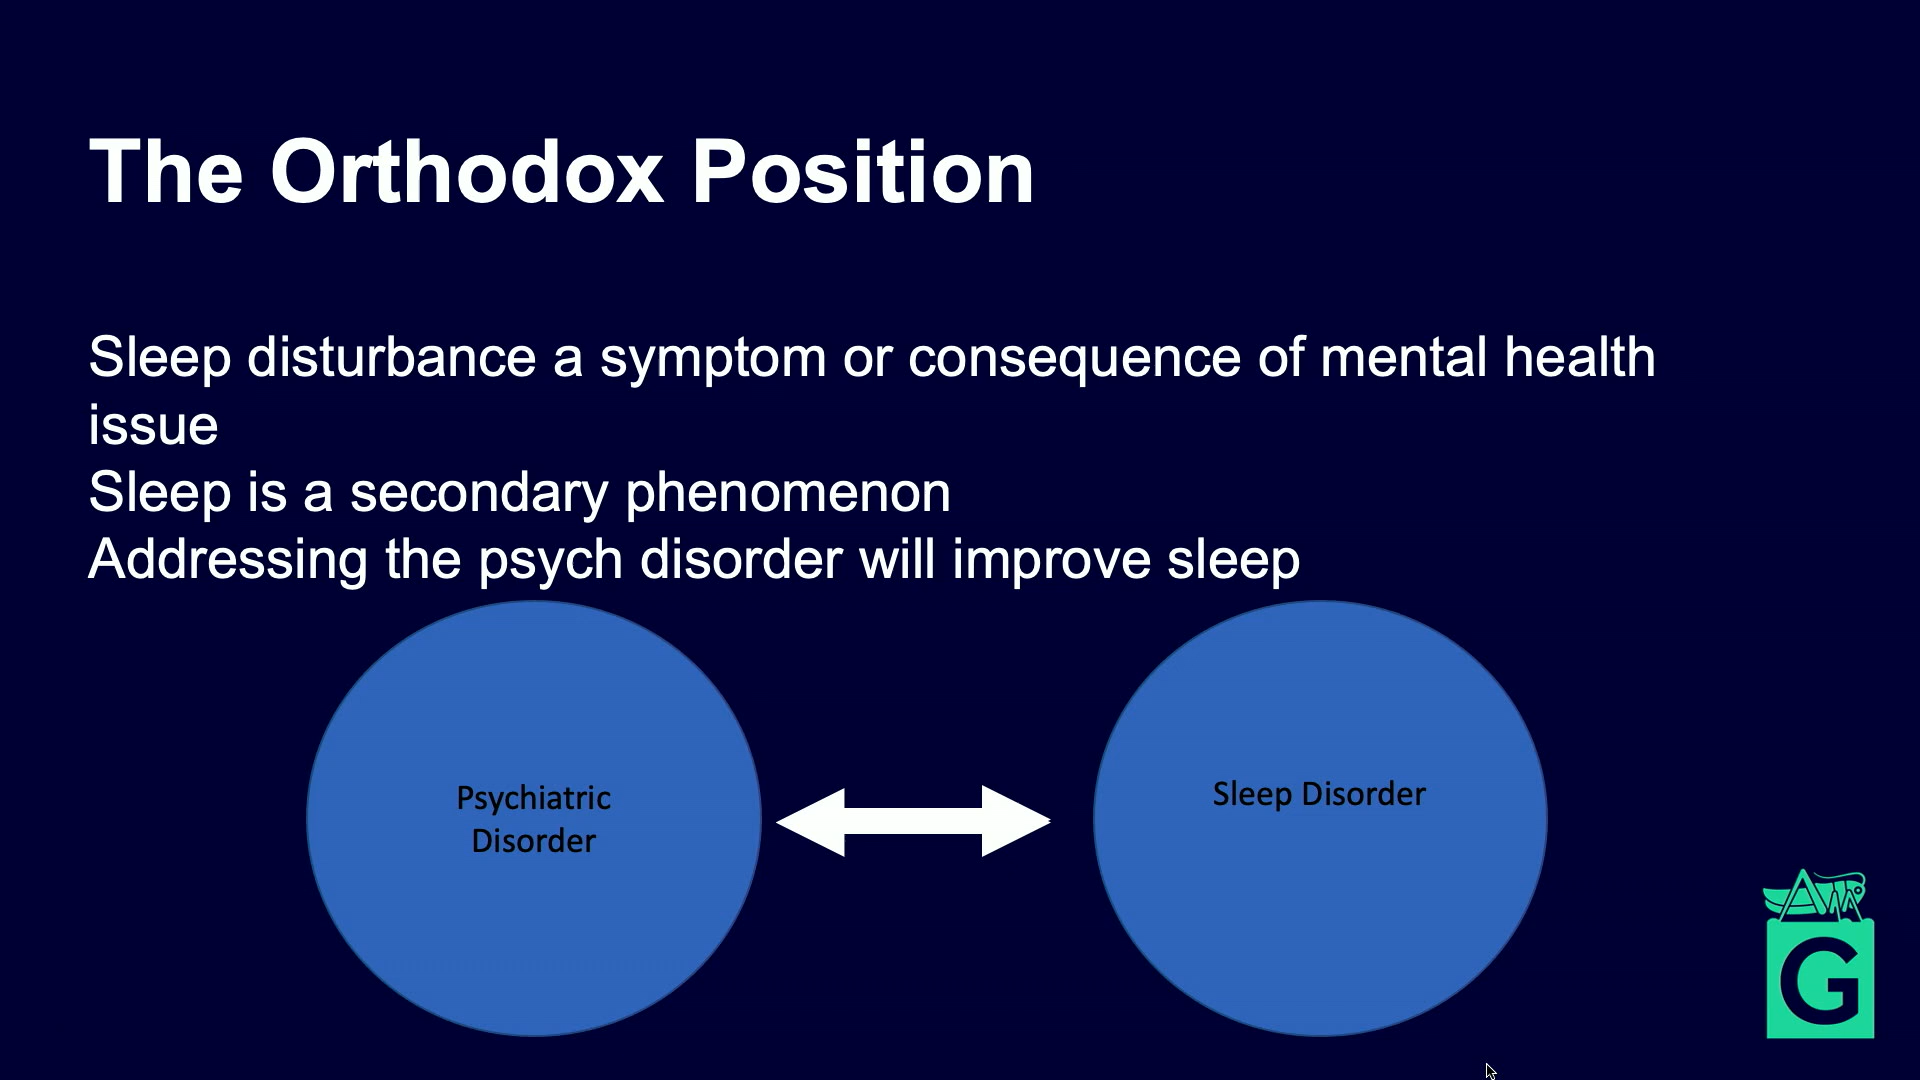 The Orthodox Position
Sleep disturbance a symptom or consequence of mental health
issue
Sleep is a secondary phenomenon
Addressing the psych disorder will improve sleep
Psychiatric
Disorder
Sleep Disorder
G